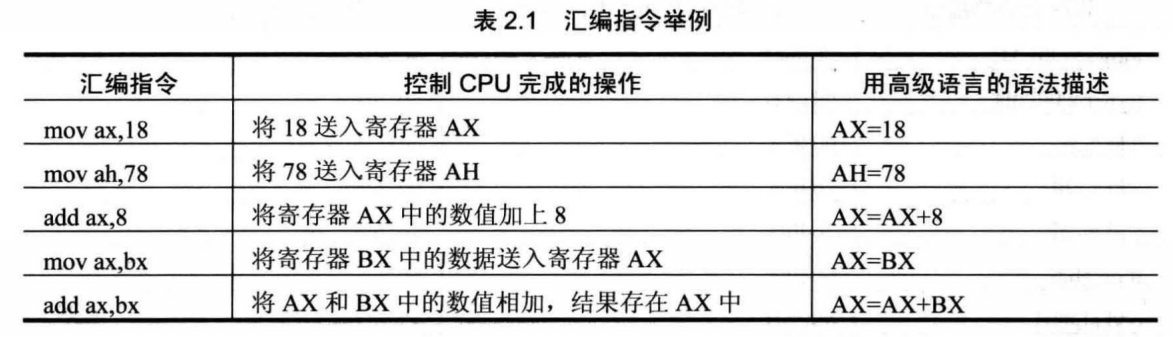 表 2.1 汇编指令举例
汇编指令 控制 CPU 完成的操作 用高级语言的语法描述
mov ax,18 将 18 送入寄存器 AX AX=18
mov ah,78 将 78 送入寄存器 AH AH=78
add ax,8 将寄存器 AX 中的数值加上 8 AX=AX+8
mov ax,bx 将寄存器 BX 中的数据送入寄存器 AX AX=BX
add ax,bx 将 AX 和 BX 中的数值相加，结果存在 AX 中 AX=AX+BX